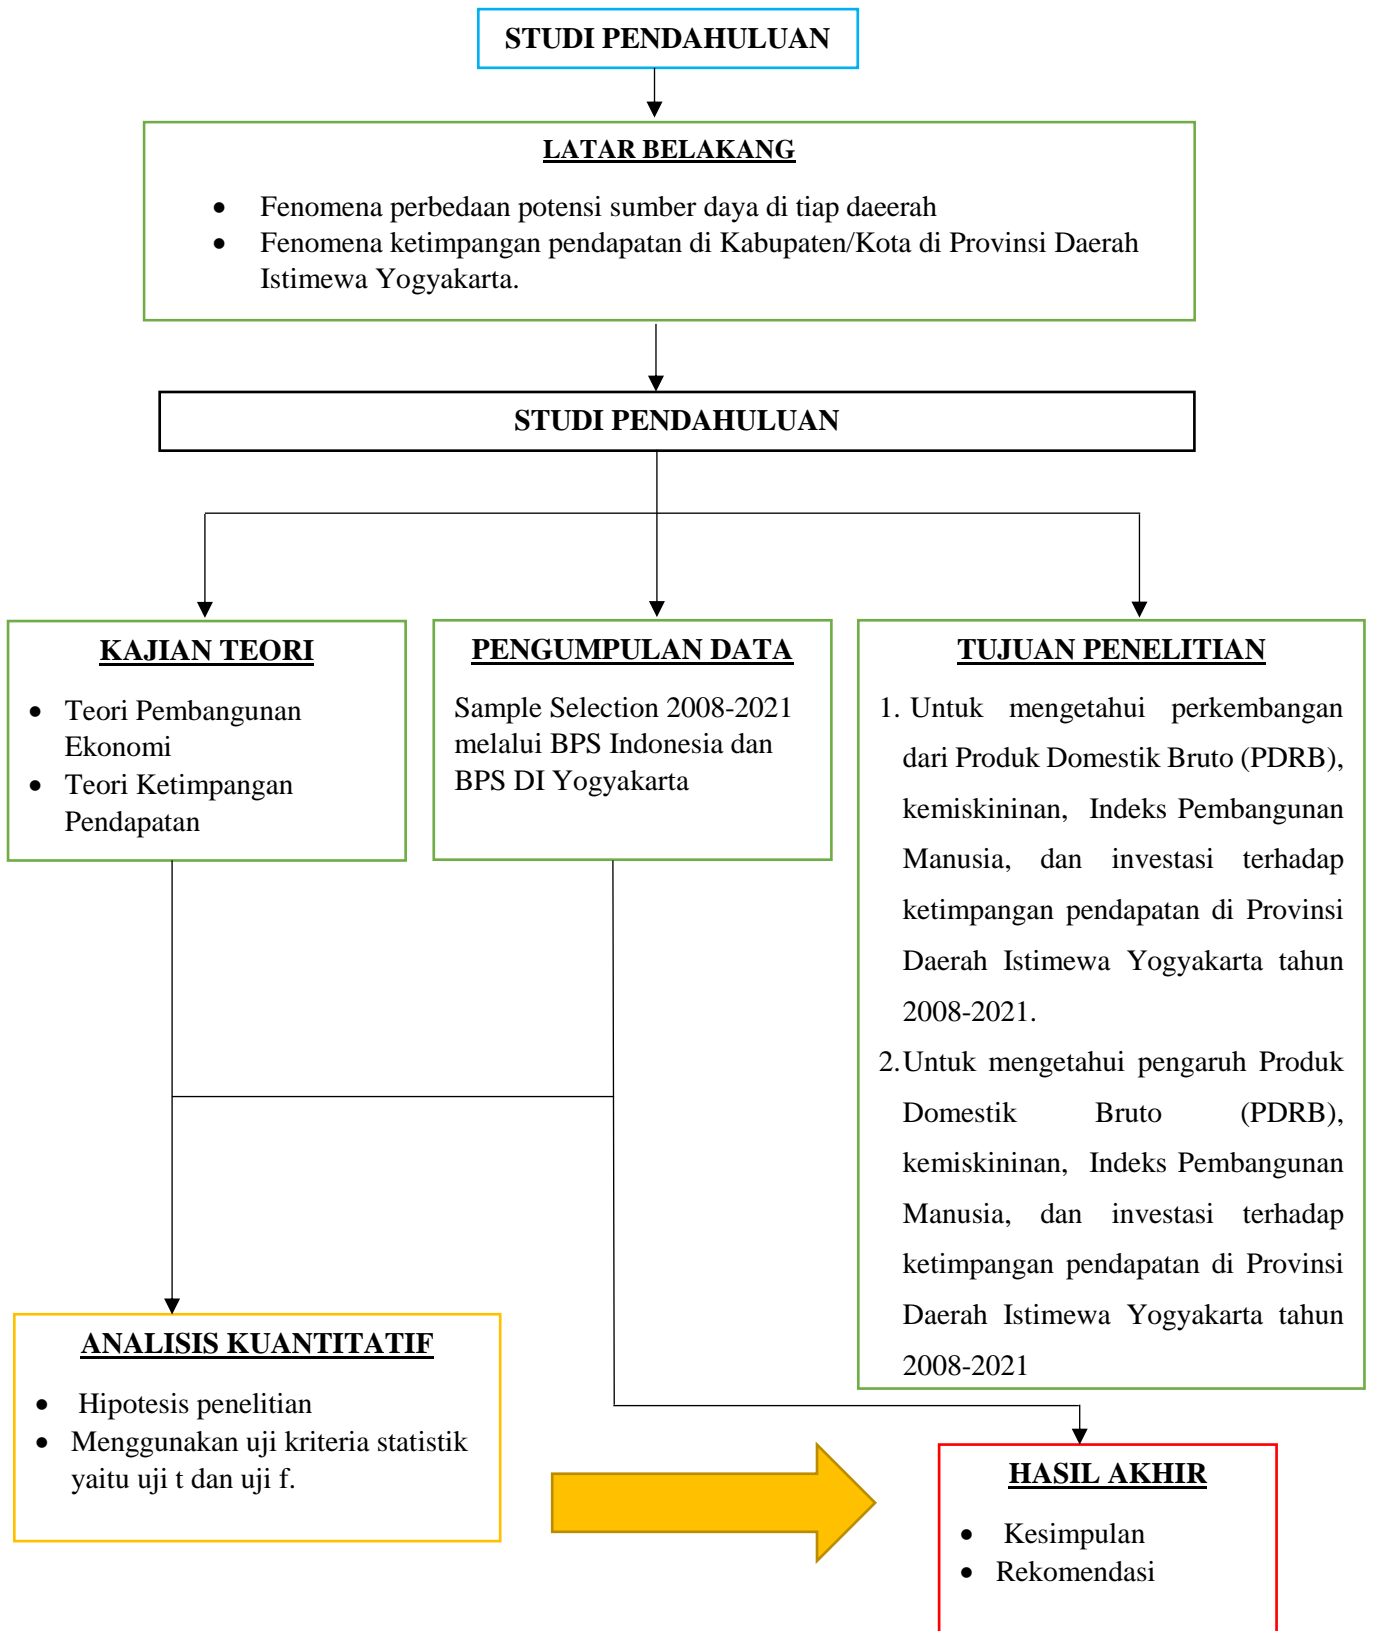 STUDI PENDAHULUAN
LATAR BELAKANG
• Fenomena perbedaan potensi sumber daya di tiap daeerah
• Fenomena ketimpangan pendapatan di Kabupaten/Kota di Provinsi Daerah
Istimewa Yogyakarta.
STUDI PENDAHULUAN
KAJIAN TEORI
• Teori Pembangunan
Ekonomi
• Teori Ketimpangan
Pendapatan
PENGUMPULAN DATA
Sample Selection 2008-2021
melalui BPS Indonesia dan
BPS DI Yogyakarta
TUJUAN PENELITIAN
1. Untuk mengetahui perkembangan
dari Produk Domestik Bruto (PDRB),
kemiskininan, Indeks Pembangunan
Manusia, dan investasi terhadap
ketimpangan pendapatan di Provinsi
Daerah Istimewa Yogyakarta tahun
2008-2021.
2.Untuk mengetahui pengaruh Produk
Domestik Bruto (PDRB),
kemiskininan, Indeks Pembangunan
Manusia, dan investasi terhadap
ketimpangan pendapatan di Provinsi
Daerah Istimewa Yogyakarta tahun
2008-2021
ANALISIS KUANTITATIF
• Hipotesis penelitian
• Menggunakan uji kriteria statistik
yaitu uji t dan uji f.
HASIL AKHIR
• Kesimpulan
• Rekomendasi